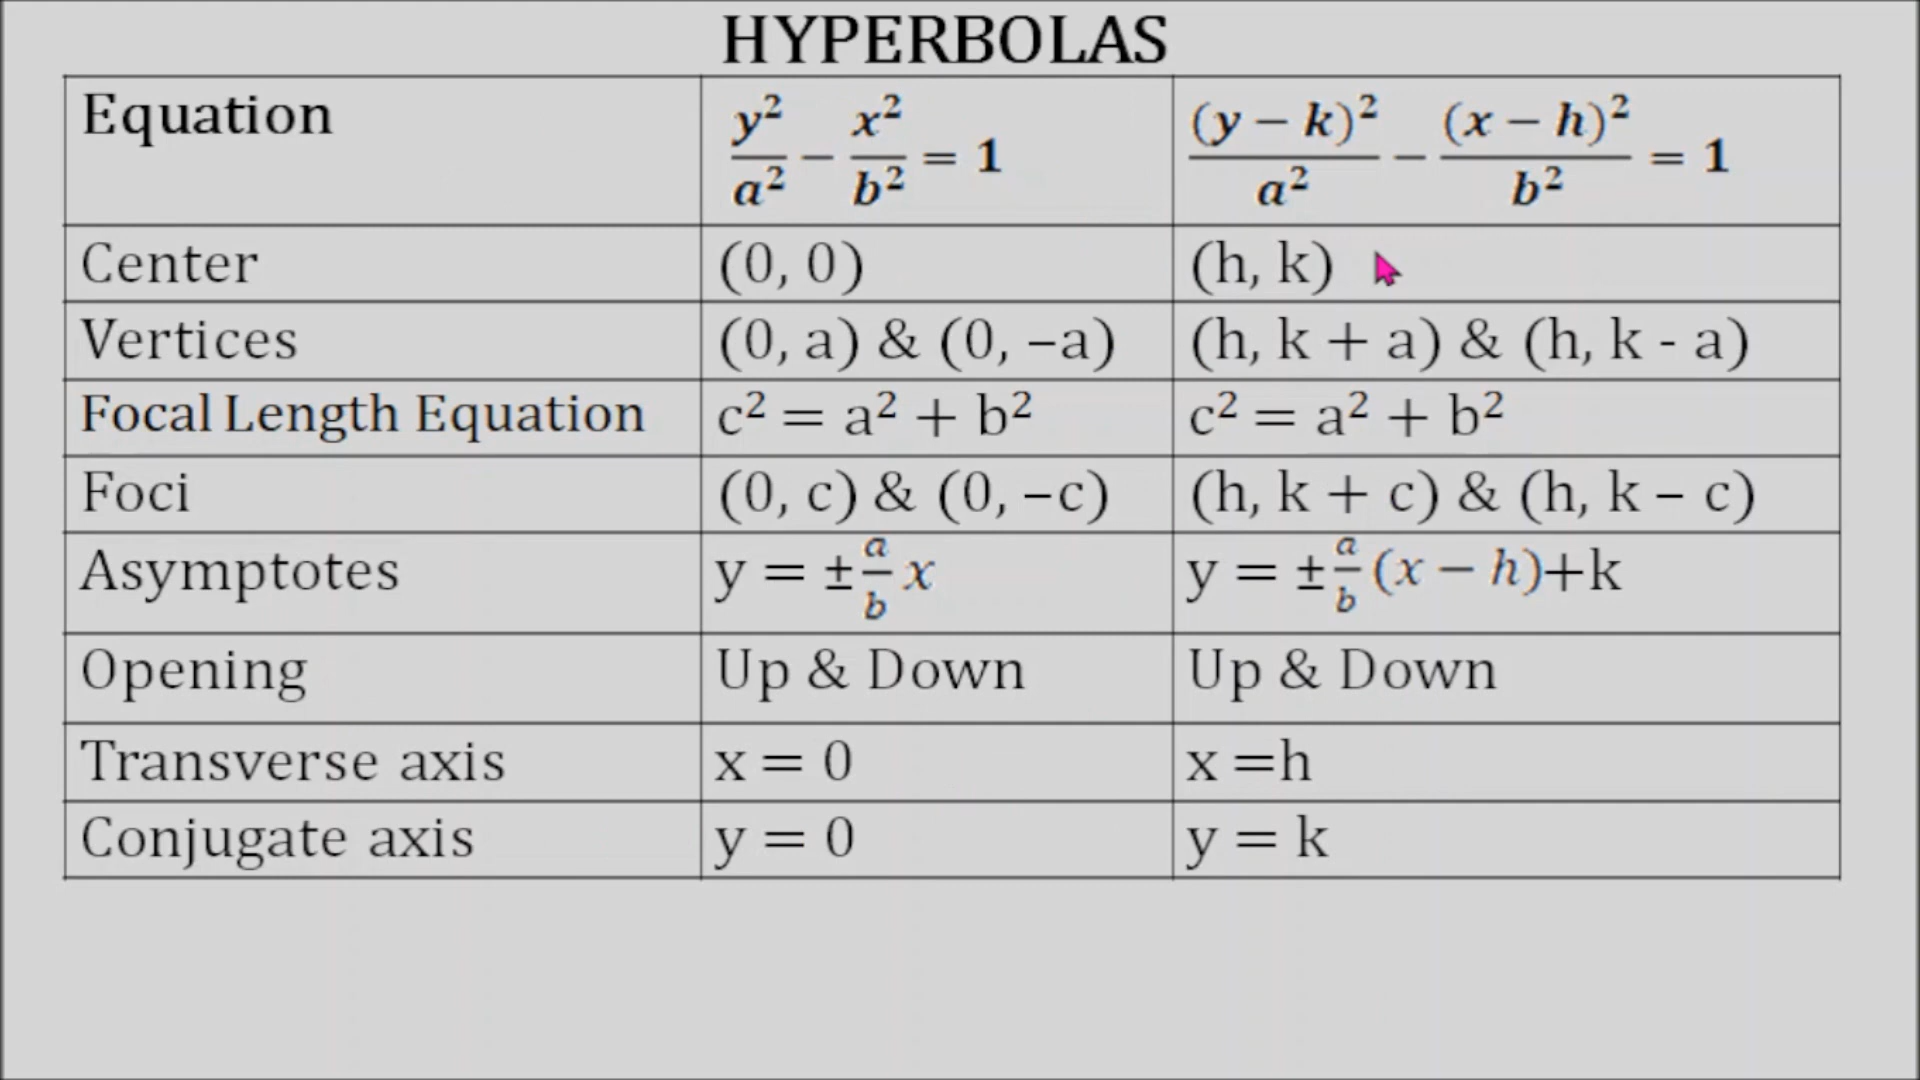 HYPERBOLAS
Equation y²/a² − x²/b² = 1 (y − k)²/a² − (x − h)²/b² = 1
Center (0, 0) (h, k)
Vertices (0, a) & (0, –a) (h, k + a) & (h, k - a)
Focal Length Equation c² = a² + b² c² = a² + b²
Foci (0, c) & (0, –c) (h, k + c) & (h, k – c)
Asymptotes y = ±a/b x y = ±a/b (x − h)+k
Opening Up & Down Up & Down
Transverse axis x = 0 x =h
Conjugate axis y = 0 y = k